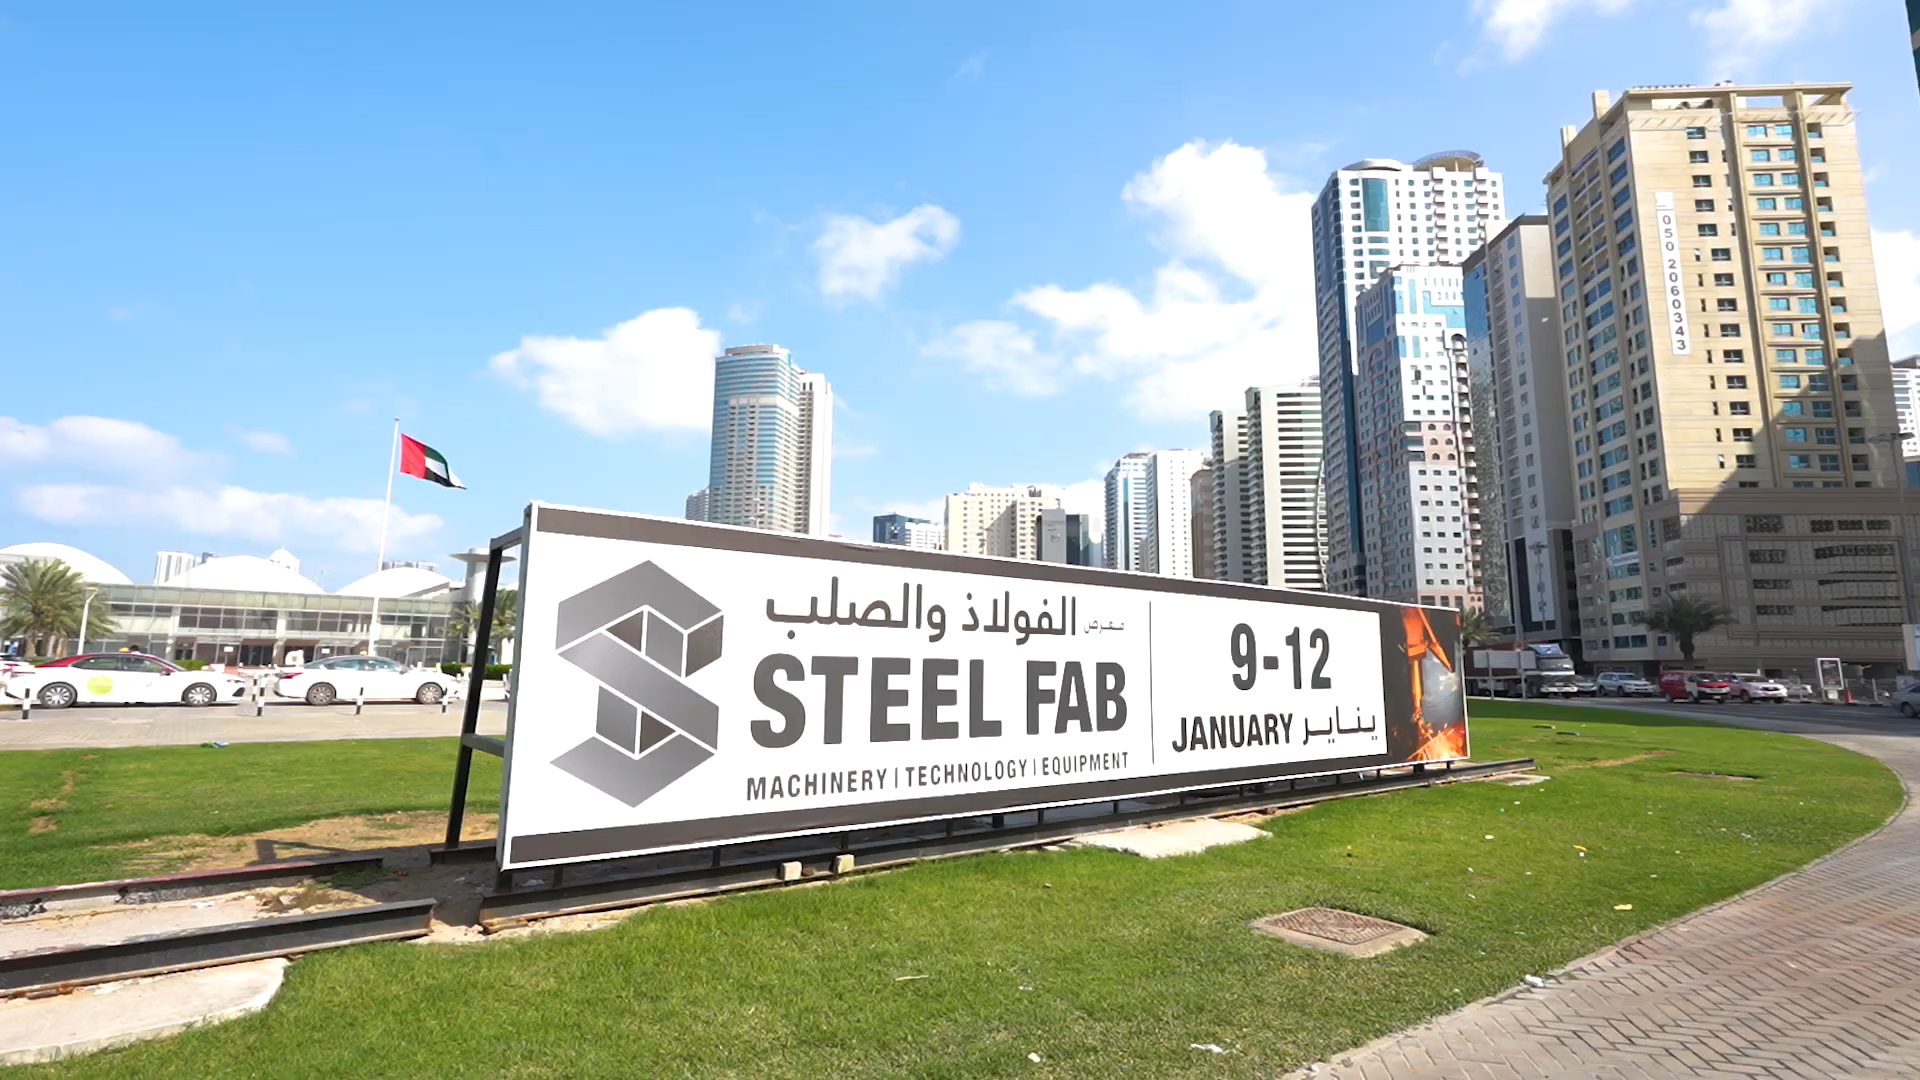 معرض الفولاذ والصلب
STEEL FAB
MACHINERY | TECHNOLOGY | EQUIPMENT
9-12
JANUARY يناير
050 2060343